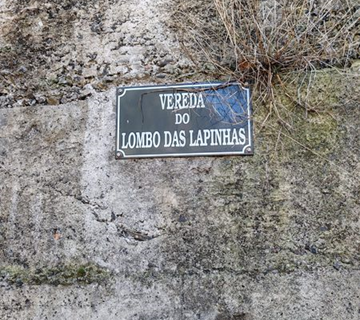 VEREDA
DO
LOMBO DAS LAPINHAS